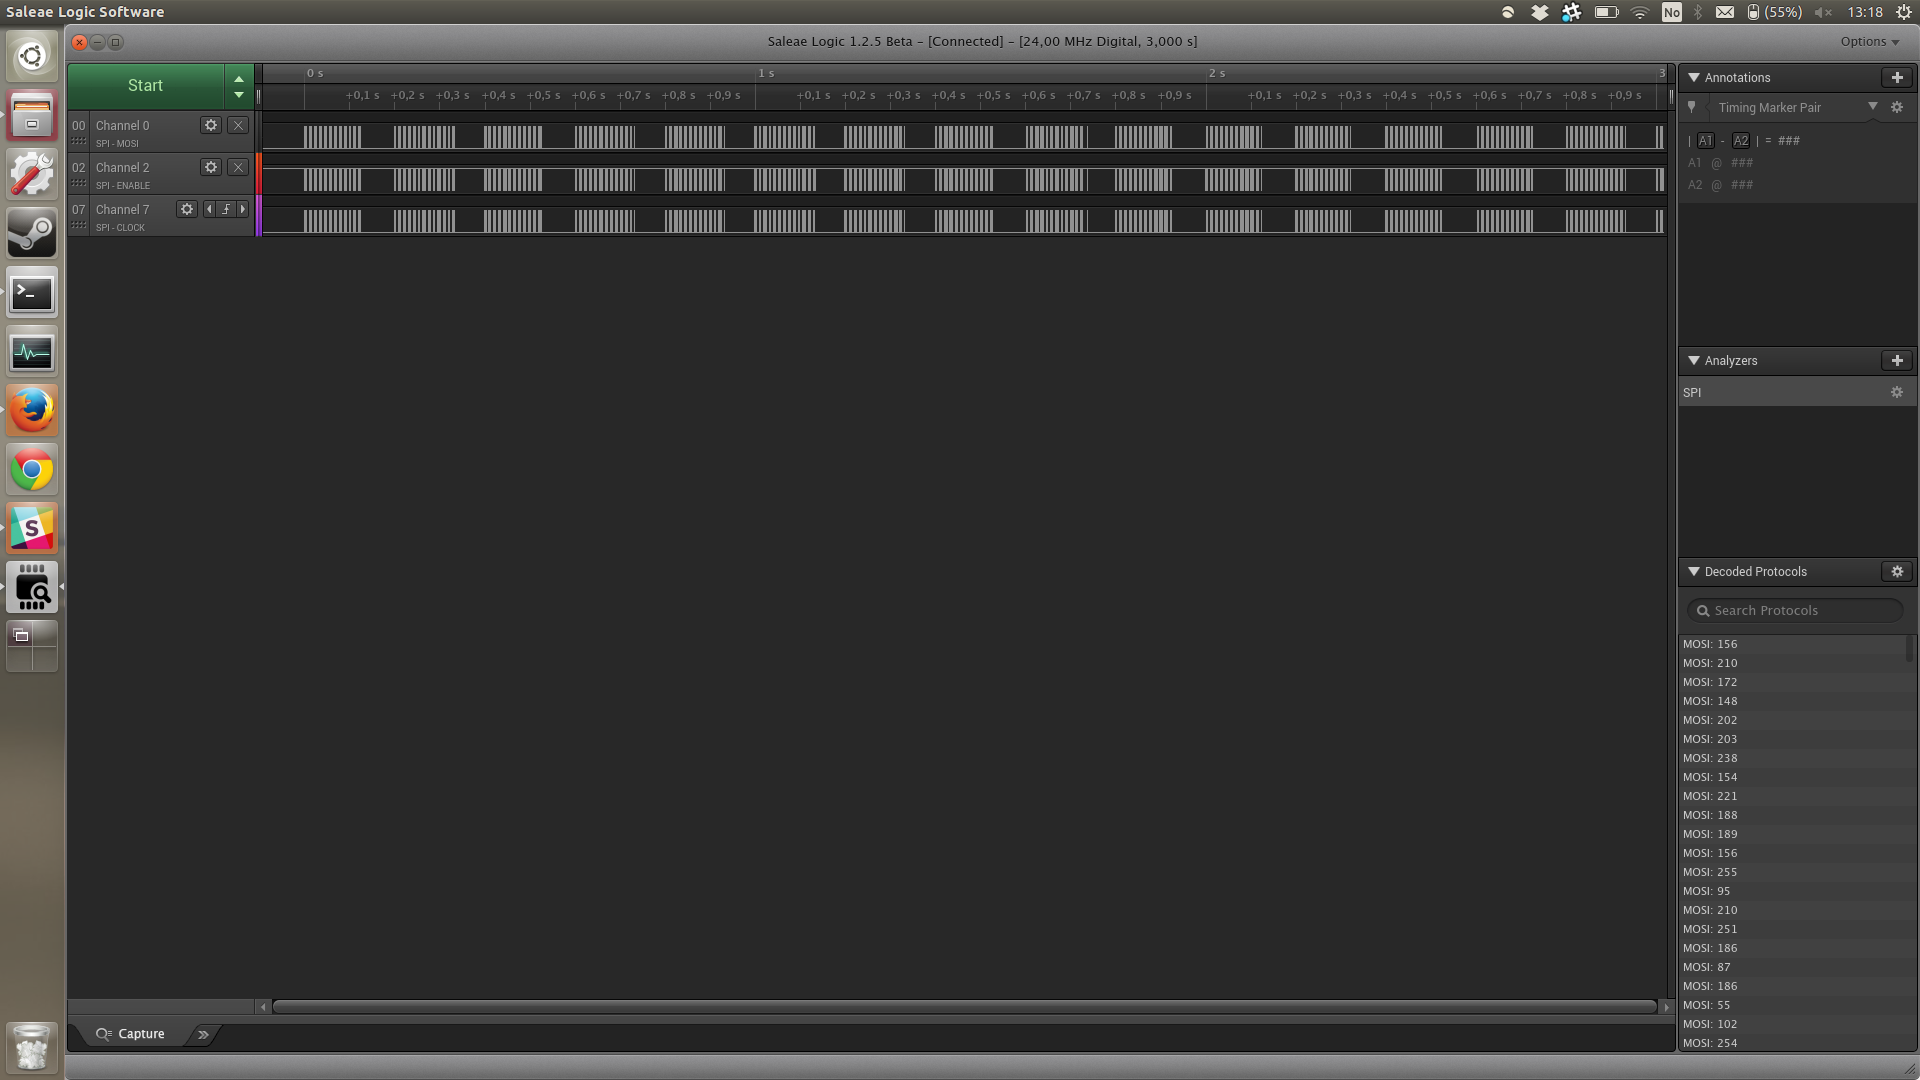 Saleae Logic Software
No
(55%)
13:18
Saleae Logic 1.2.5 Beta - [Connected] - [24,00 MHz Digital, 3,000 s]
Options
Start
0 s
1 s
2 s
3
+0,1 s +0,2 s +0,3 s +0,4 s +0,5 s +0,6 s +0,7 s +0,8 s +0,9 s
+0,1 s +0,2 s +0,3 s +0,4 s +0,5 s +0,6 s +0,7 s +0,8 s +0,9 s
+0,1 s +0,2 s +0,3 s +0,4 s +0,5 s +0,6 s +0,7 s +0,8 s +0,9 s
00 Channel 0
SPI - MOSI
02 Channel 2
SPI - ENABLE
07 Channel 7
SPI - CLOCK
Annotations
Timing Marker Pair
| A1 - A2 | = ###
A1 @ ###
A2 @ ###
Analyzers
SPI
Decoded Protocols
Search Protocols
MOSI: 156
MOSI: 210
MOSI: 172
MOSI: 148
MOSI: 202
MOSI: 203
MOSI: 238
MOSI: 154
MOSI: 221
MOSI: 188
MOSI: 189
MOSI: 156
MOSI: 255
MOSI: 95
MOSI: 210
MOSI: 251
MOSI: 186
MOSI: 87
MOSI: 186
MOSI: 55
MOSI: 102
MOSI: 254
Capture
S